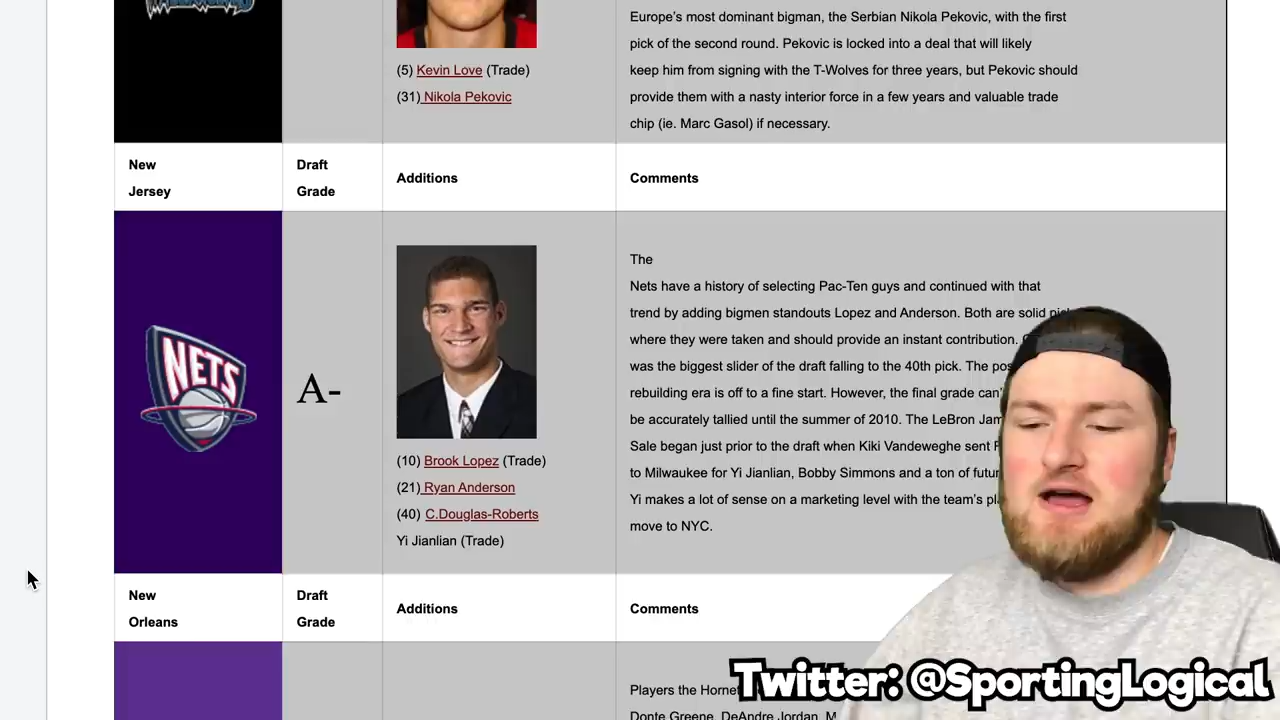 Europe's most dominant bigman, the Serbian Nikola Pekovic, with the first
pick of the second round. Pekovic is locked into a deal that will likely
keep him from signing with the T-Wolves for three years, but Pekovic should
provide them with a nasty interior force in a few years and valuable trade
chip (ie. Marc Gasol) if necessary.
(5) Kevin Love (Trade)
(31) Nikola Pekovic
New
Jersey
Draft
Grade
Additions
Comments
NETS
A-
(10) Brook Lopez (Trade)
(21) Ryan Anderson
(40) C.Douglas-Roberts
Yi Jianlian (Trade)
The
Nets have a history of selecting Pac-Ten guys and continued with that
trend by adding bigmen standouts Lopez and Anderson. Both are solid
where they were taken and should provide an instant contribution.
was the biggest slider of the draft falling to the 40th pick. The
rebuilding era is off to a fine start. However, the final grade can't
be accurately tallied until the summer of 2010. The LeBron
Sale began just prior to the draft when Kiki Vandeweghe sent
to Milwaukee for Yi Jianlian, Bobby Simmons and a ton of
Yi makes a lot of sense on a marketing level with the team's
move to NYC.
New
Orleans
Draft
Grade
Additions
Comments
Players the
Donte Greene, DeAndre Jordan,
Twitter: @SportingLogical